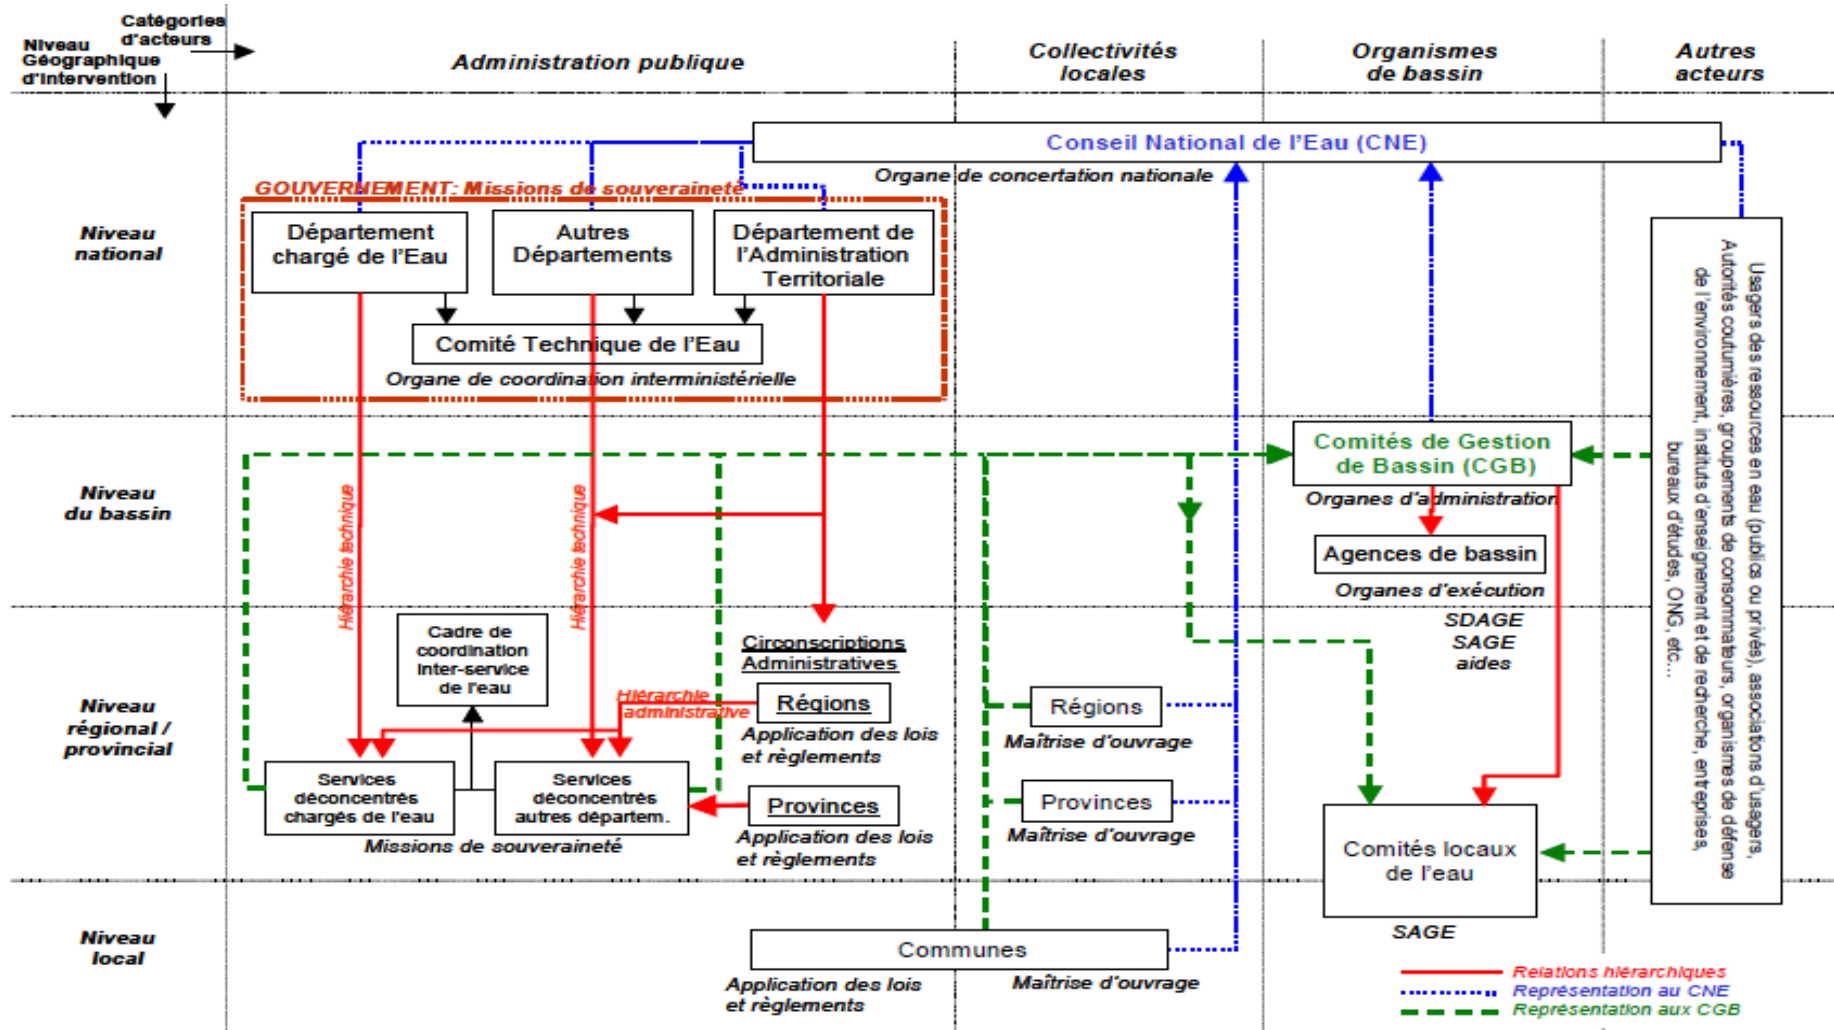 Catégories
d'acteurs
Niveau
Géographique
d'Intervention
Administration publique
Collectivités
locales
Organismes
de bassin
Autres
acteurs
Conseil National de l'Eau (CNE)
Organe de concertation nationale
GOUVERNEMENT: Missions de souveraineté
Niveau
national
Département
chargé de l'Eau
Autres
Départements
Département de
l'Administration
Territoriale
Comité Technique de l'Eau
Organe de coordination interministérielle
Usagers des ressources en eau (publics ou privés), associations d'usagers,
Autorités coutumières, groupements de consommateurs, organismes de défense
de l'environnement, instituts d'enseignement et de recherche, entreprises,
bureaux d'études, ONG, etc...
Niveau
du bassin
Hiérarchie technique
Hiérarchie technique
Comités de Gestion
de Bassin (CGB)
Organes d'administration
Agences de bassin
Organes d'exécution
SDAGE
SAGE
aides
Niveau
régional /
provincial
Cadre de
coordination
Inter-service
de l'eau
Circonscriptions
Administratives
Hiérarchie
administrative
Régions
Application des lois
et règlements
Régions
Maîtrise d'ouvrage
Services
déconcentrés
chargés de l'eau
Services
déconcentrés
autres départem.
Missions de souveraineté
Provinces
Application des lois
et règlements
Provinces
Maîtrise d'ouvrage
Comités locaux
de l'eau
SAGE
Niveau
local
Communes
Application des lois
et règlements
Maîtrise d'ouvrage
Relations hiérarchiques
Représentation au CNE
Représentation aux CGB